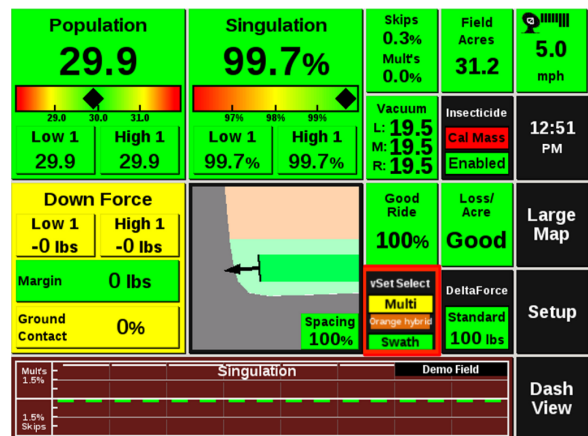 Population
29.9
29.0 30.0 31.0
Low 1 High 1
29.9 29.9
Singulation
99.7%
97% 98% 99%
Low 1 High 1
99.7% 99.7%
Skips
0.3%
Mult's
0.0%
Field
Acres
31.2
5.0
mph
Vacuum
L: 19.5
M: 19.5
R: 19.5
Insecticide
Cal Mass
Enabled
12:51
PM
Down Force
Low 1 High 1
-0 lbs -0 lbs
Margin 0 lbs
Ground
Contact 0%
Spacing
100%
Good
Ride
100%
Loss/
Acre
Good
Large
Map
vSet Select
Multi
Orange hybrid
Swath
DeltaForce
Standard
100 lbs
Setup
Mult's
1.5%
1.5%
Skips
Singulation
Demo Field
Dash
View